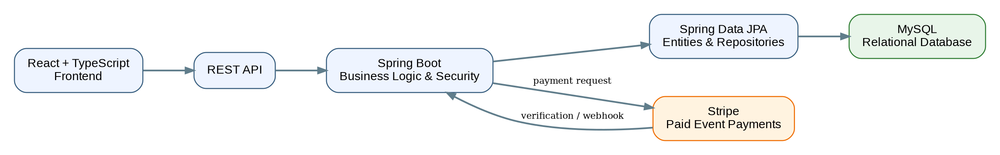 React + TypeScript
Frontend
REST API
Spring Boot
Business Logic & Security
Spring Data JPA
Entities & Repositories
MySQL
Relational Database
payment request
verification / webhook
Stripe
Paid Event Payments